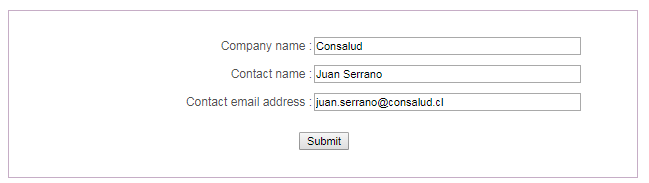 Company name : Consalud
Contact name : Juan Serrano
Contact email address : juan.serrano@consalud.cl
Submit